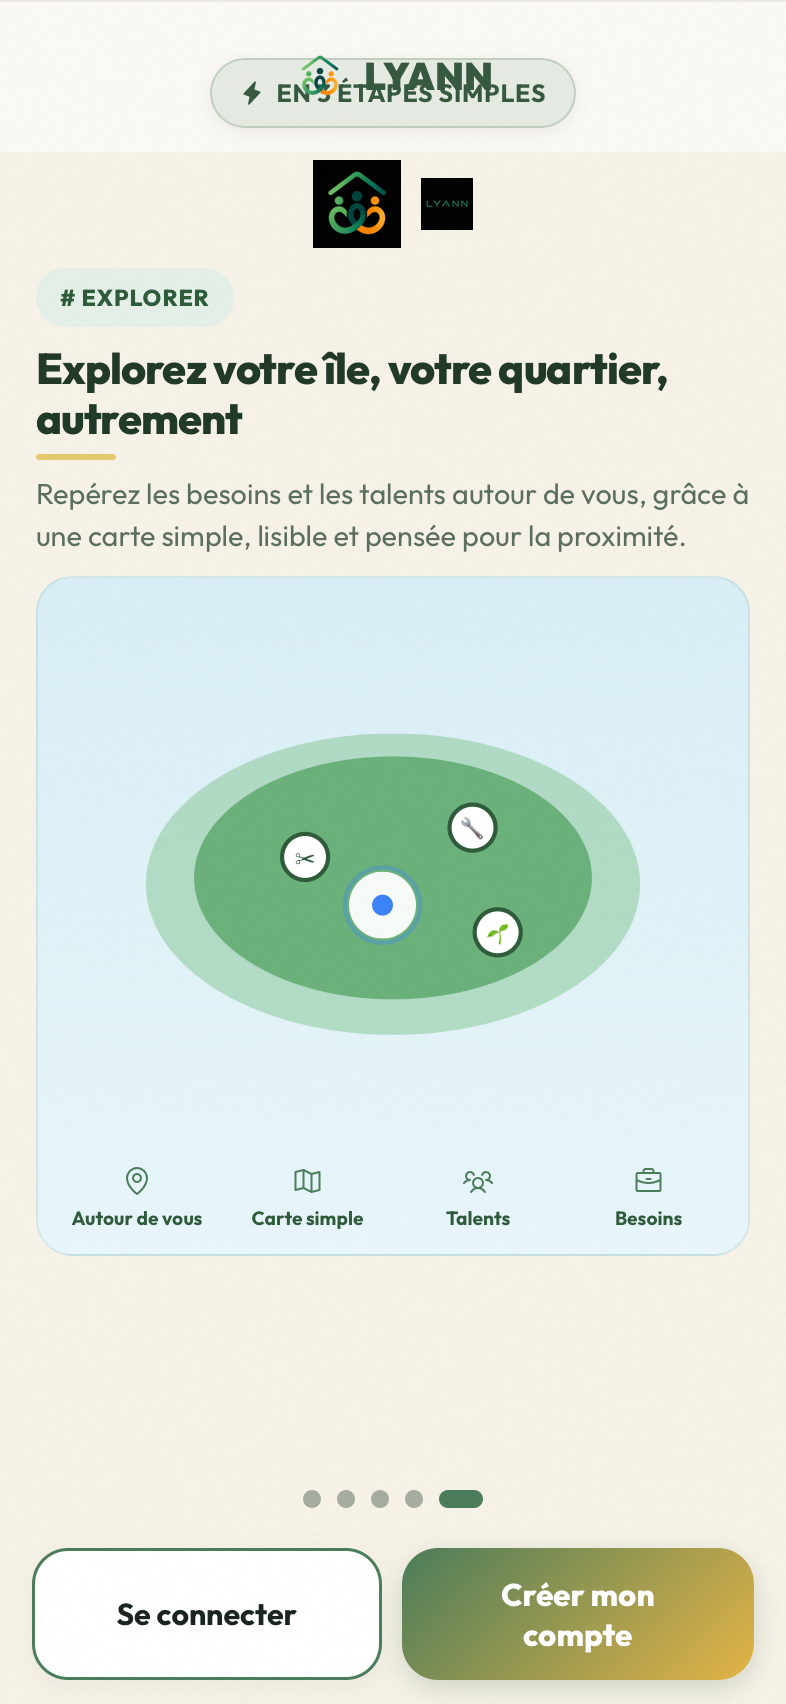 LYANN
EN 3 ÉTAPES SIMPLES
LYANN
# EXPLORER
Explorez votre île, votre quartier,
autrement
Repérez les besoins et les talents autour de vous, grâce à
une carte simple, lisible et pensée pour la proximité.
Autour de vous
Carte simple
Talents
Besoins
Se connecter
Créer mon
compte